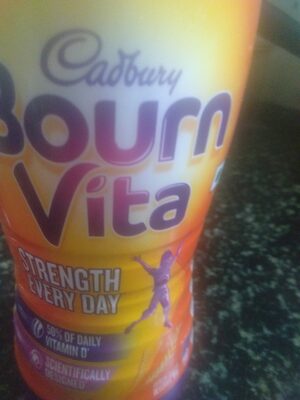 Cadbury
Bourn
Vita
STRENGTH
EVERY DAY
50% OF DAILY
VITAMIN D*
SCIENTIFICALLY
DESIGNED